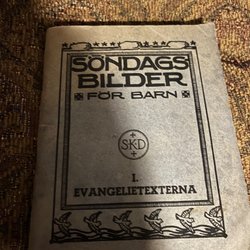 SÖNDAGS
BILDER
FÖR BARN
SKD
I.
EVANGELIETEXTERNA